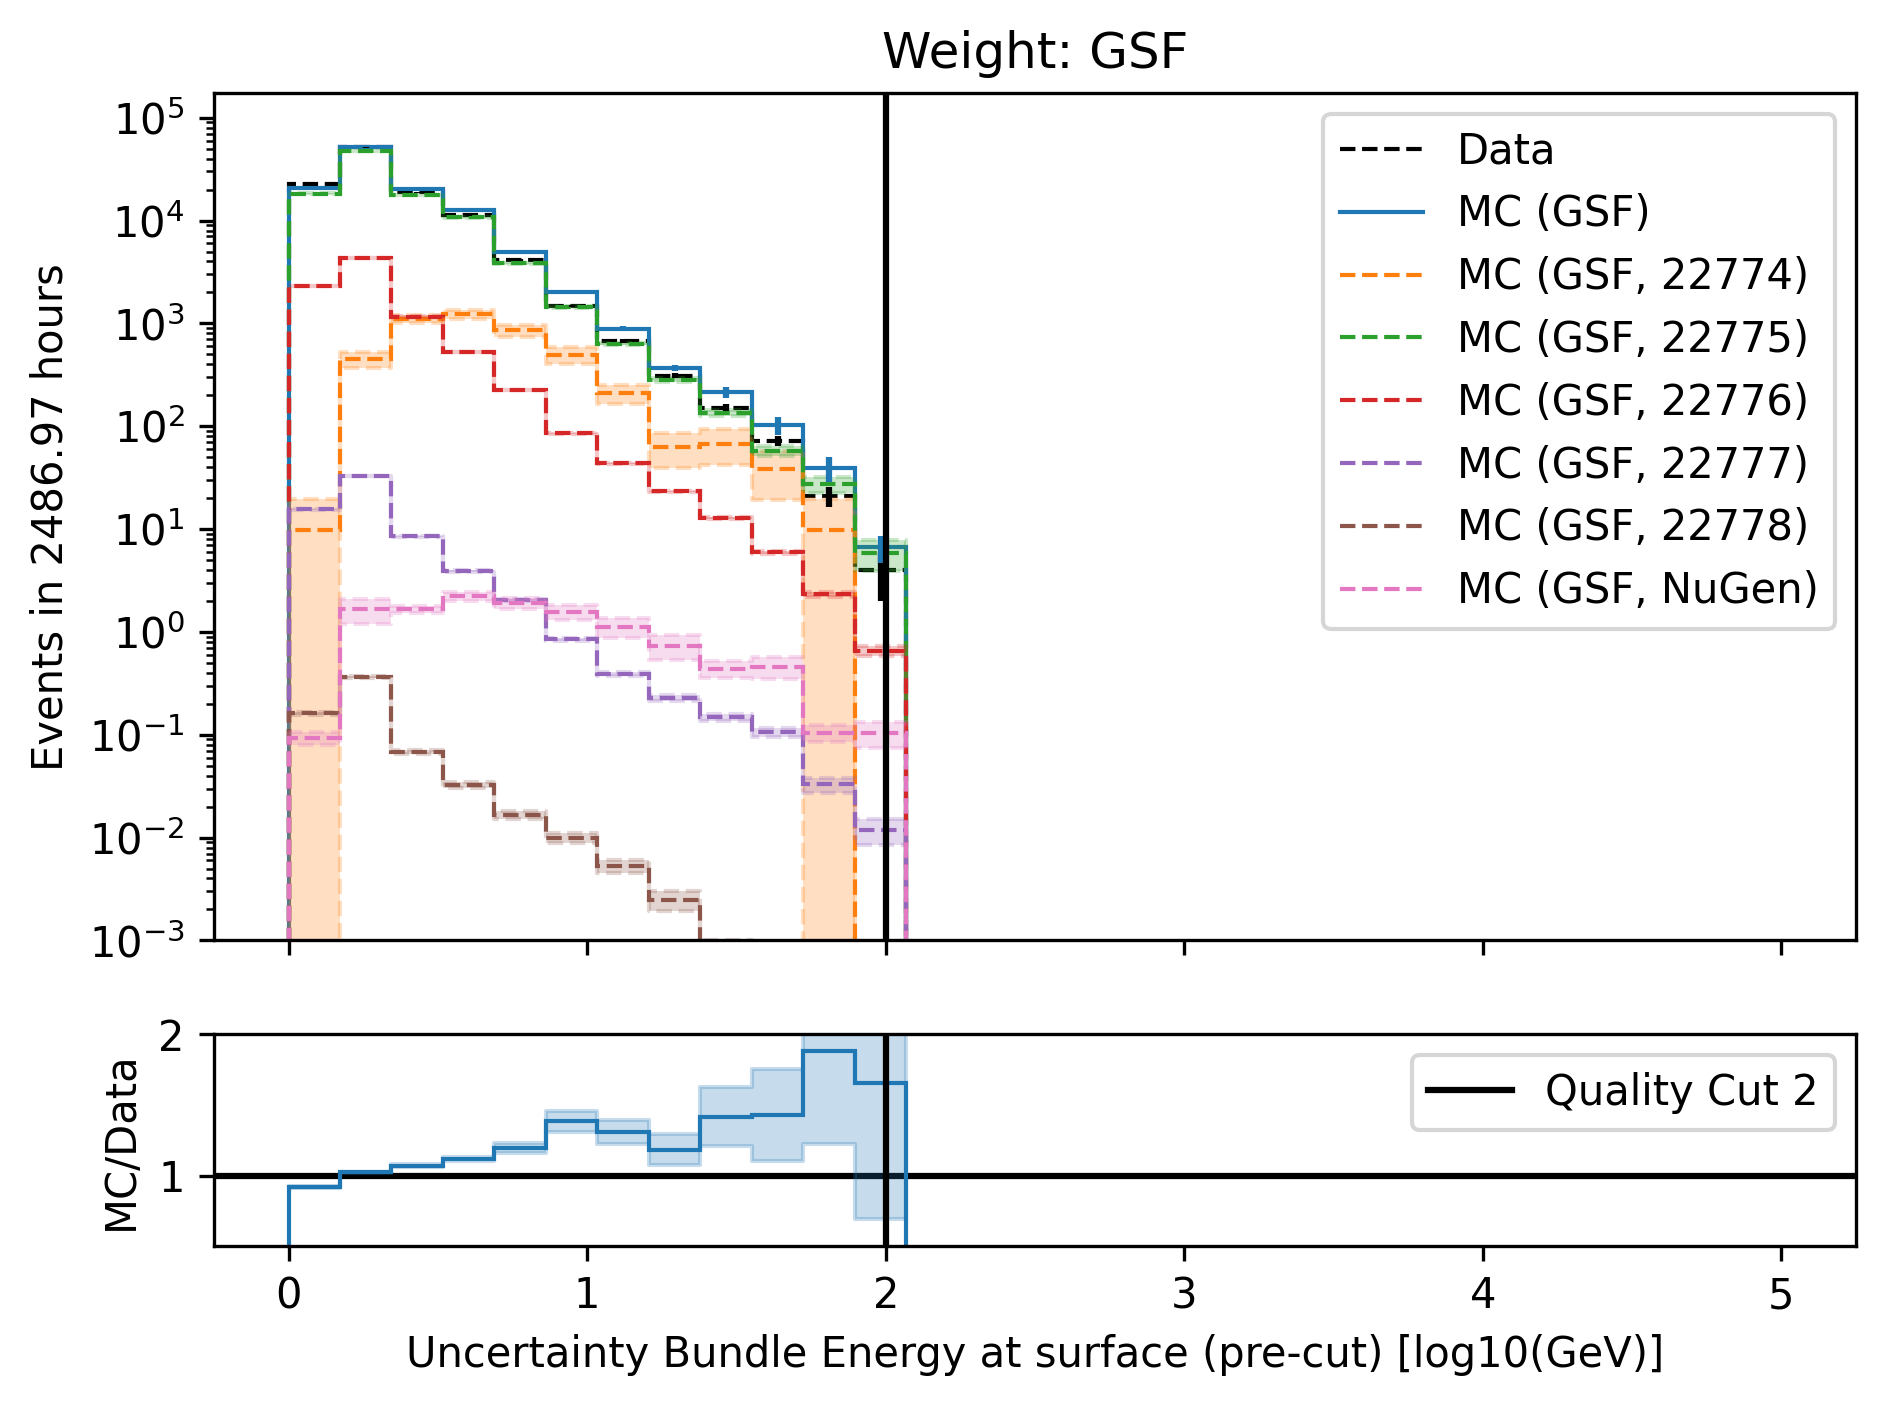 Weight: GSF
Events in 2486.97 hours
10^5
10^4
10^3
10^2
10^1
10^0
10^−1
10^−2
10^−3
Data
MC (GSF)
MC (GSF, 22774)
MC (GSF, 22775)
MC (GSF, 22776)
MC (GSF, 22777)
MC (GSF, 22778)
MC (GSF, NuGen)
MC/Data
2
1
Quality Cut 2
0 1 2 3 4 5
Uncertainty Bundle Energy at surface (pre-cut) [log10(GeV)]